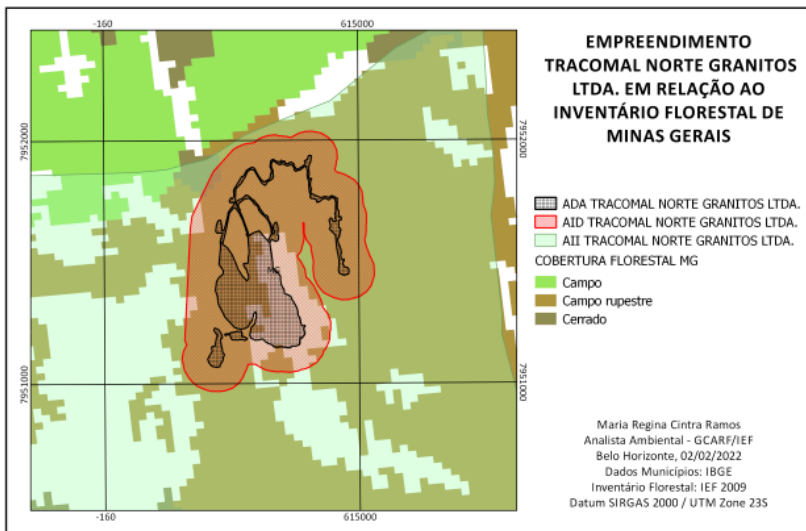 -160
615000
EMPREENDIMENTO
TRACOMAL NORTE GRANITOS
LTDA. EM RELAÇÃO AO
INVENTÁRIO FLORESTAL DE
MINAS GERAIS
7952000
7952000
ADA TRACOMAL NORTE GRANITOS LTDA.
AID TRACOMAL NORTE GRANITOS LTDA.
AII TRACOMAL NORTE GRANITOS LTDA.
COBERTURA FLORESTAL MG
Campo
Campo rupestre
Cerrado
MG
7951000
7951000
Maria Regina Cintra Ramos
Analista Ambiental - GCARF/IEF
Belo Horizonte, 02/02/2022
Dados Municípios: IBGE
Inventário Florestal: IEF 2009
Datum SIRGAS 2000 / UTM Zone 23S
-160
615000